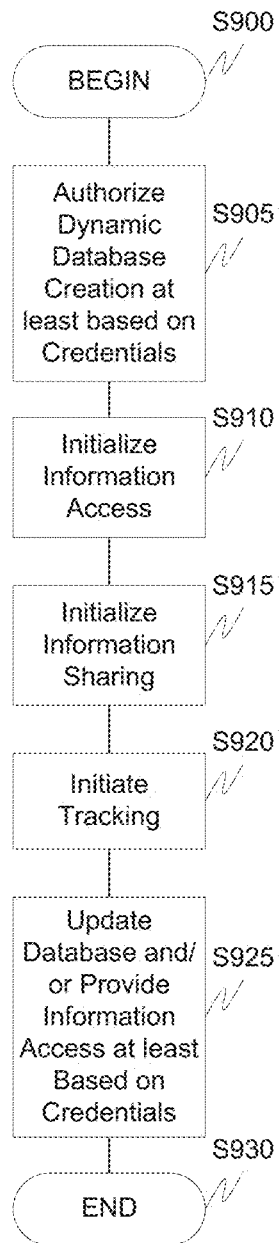 S900
BEGIN
Authorize
Dynamic
Database
Creation at
least based on
Credentials
S905
Initialize
Information
Access
S910
Initialize
Information
Sharing
S915
Initiate
Tracking
S920
Update
Database and/
or Provide
Information
Access at least
Based on
Credentials
S925
END
S930